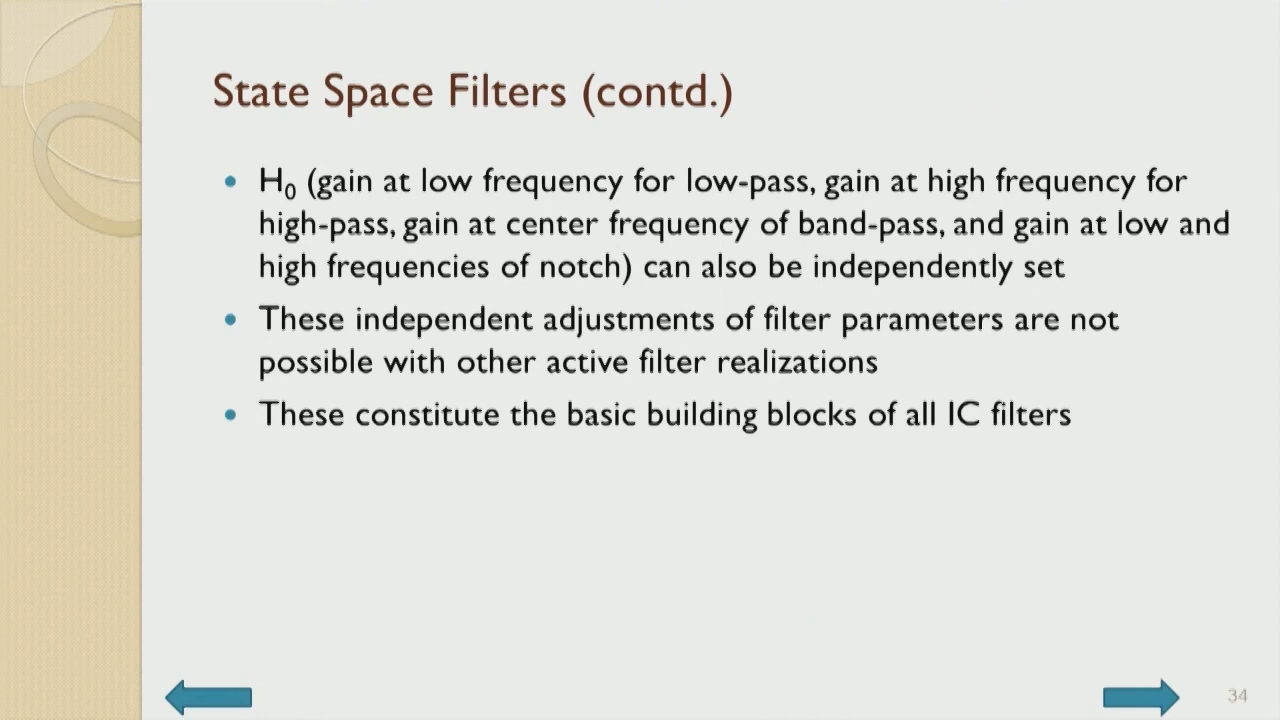 State Space Filters (contd.)
• H₀ (gain at low frequency for low-pass, gain at high frequency for
high-pass, gain at center frequency of band-pass, and gain at low and
high frequencies of notch) can also be independently set
• These independent adjustments of filter parameters are not
possible with other active filter realizations
• These constitute the basic building blocks of all IC filters
34